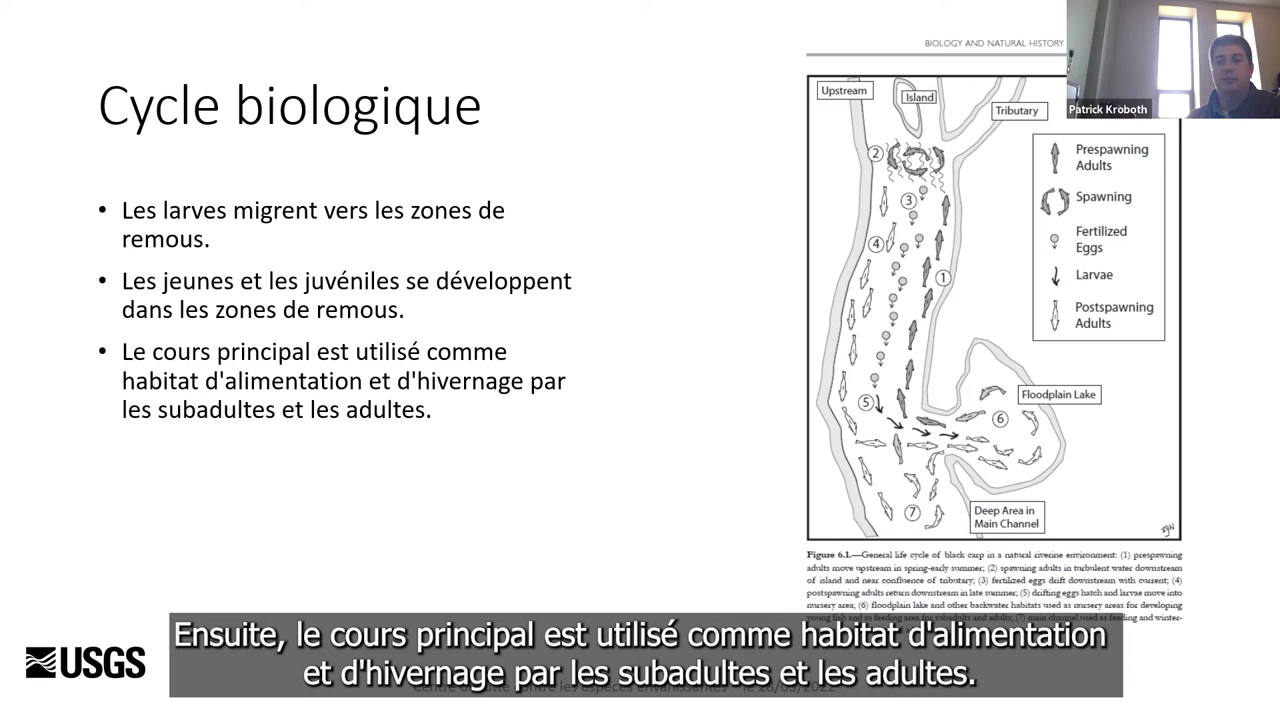 Cycle biologique
• Les larves migrent vers les zones de
remous.
• Les jeunes et les juvéniles se développent
dans les zones de remous.
• Le cours principal est utilisé comme
habitat d'alimentation et d'hivernage par
les subadultes et les adultes.
BIOLOGY AND NATURAL HISTORY
Patrick Kroboth
Upstream
Island
Tributary
Prespawning
Adults
Spawning
Fertilized
Eggs
Larvae
Postspawning
Adults
2
3
4
1
5
6
7
Floodplain Lake
Deep Area in
Main Channel
Figure 6.1.—General life cycle of black carp in a natural riverine environment: (1) prespawning
adults move upstream in spring-early summer; (2) spawning adults in turbulent water downstream
of island and near confluence of tributary; (3) fertilized eggs drift downstream with current; (4)
postspawning adults return downstream in late summer; (5) drifting eggs hatch and larvae move into
nursery area; (6) floodplain lake and other backwater habitats used as nursery areas for developing
young fish and as feeding area for subadults and adults; (7) main channel used as feeding and winter-
Ensuite, le cours principal est utilisé comme habitat d'alimentation
et d'hivernage par les subadultes et les adultes.
USGS